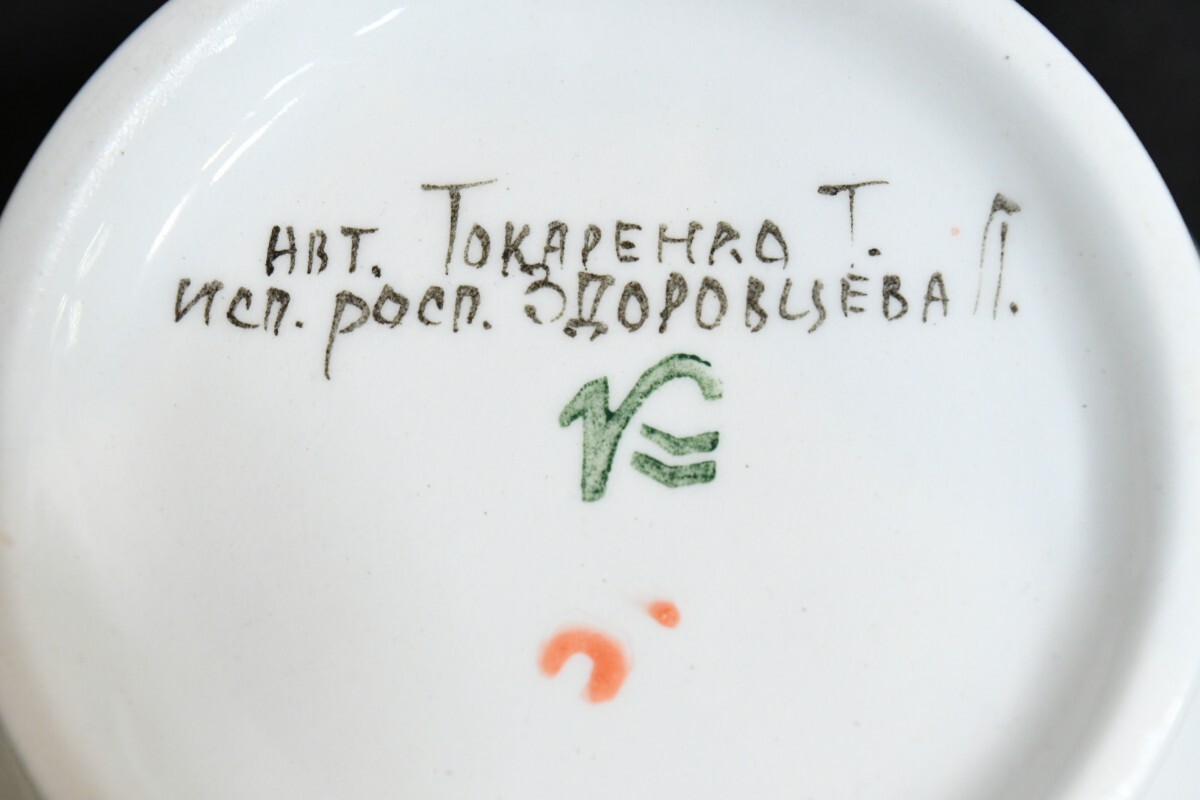 авт. Токаренко Т.
исп. росп. Здоровцева Л.